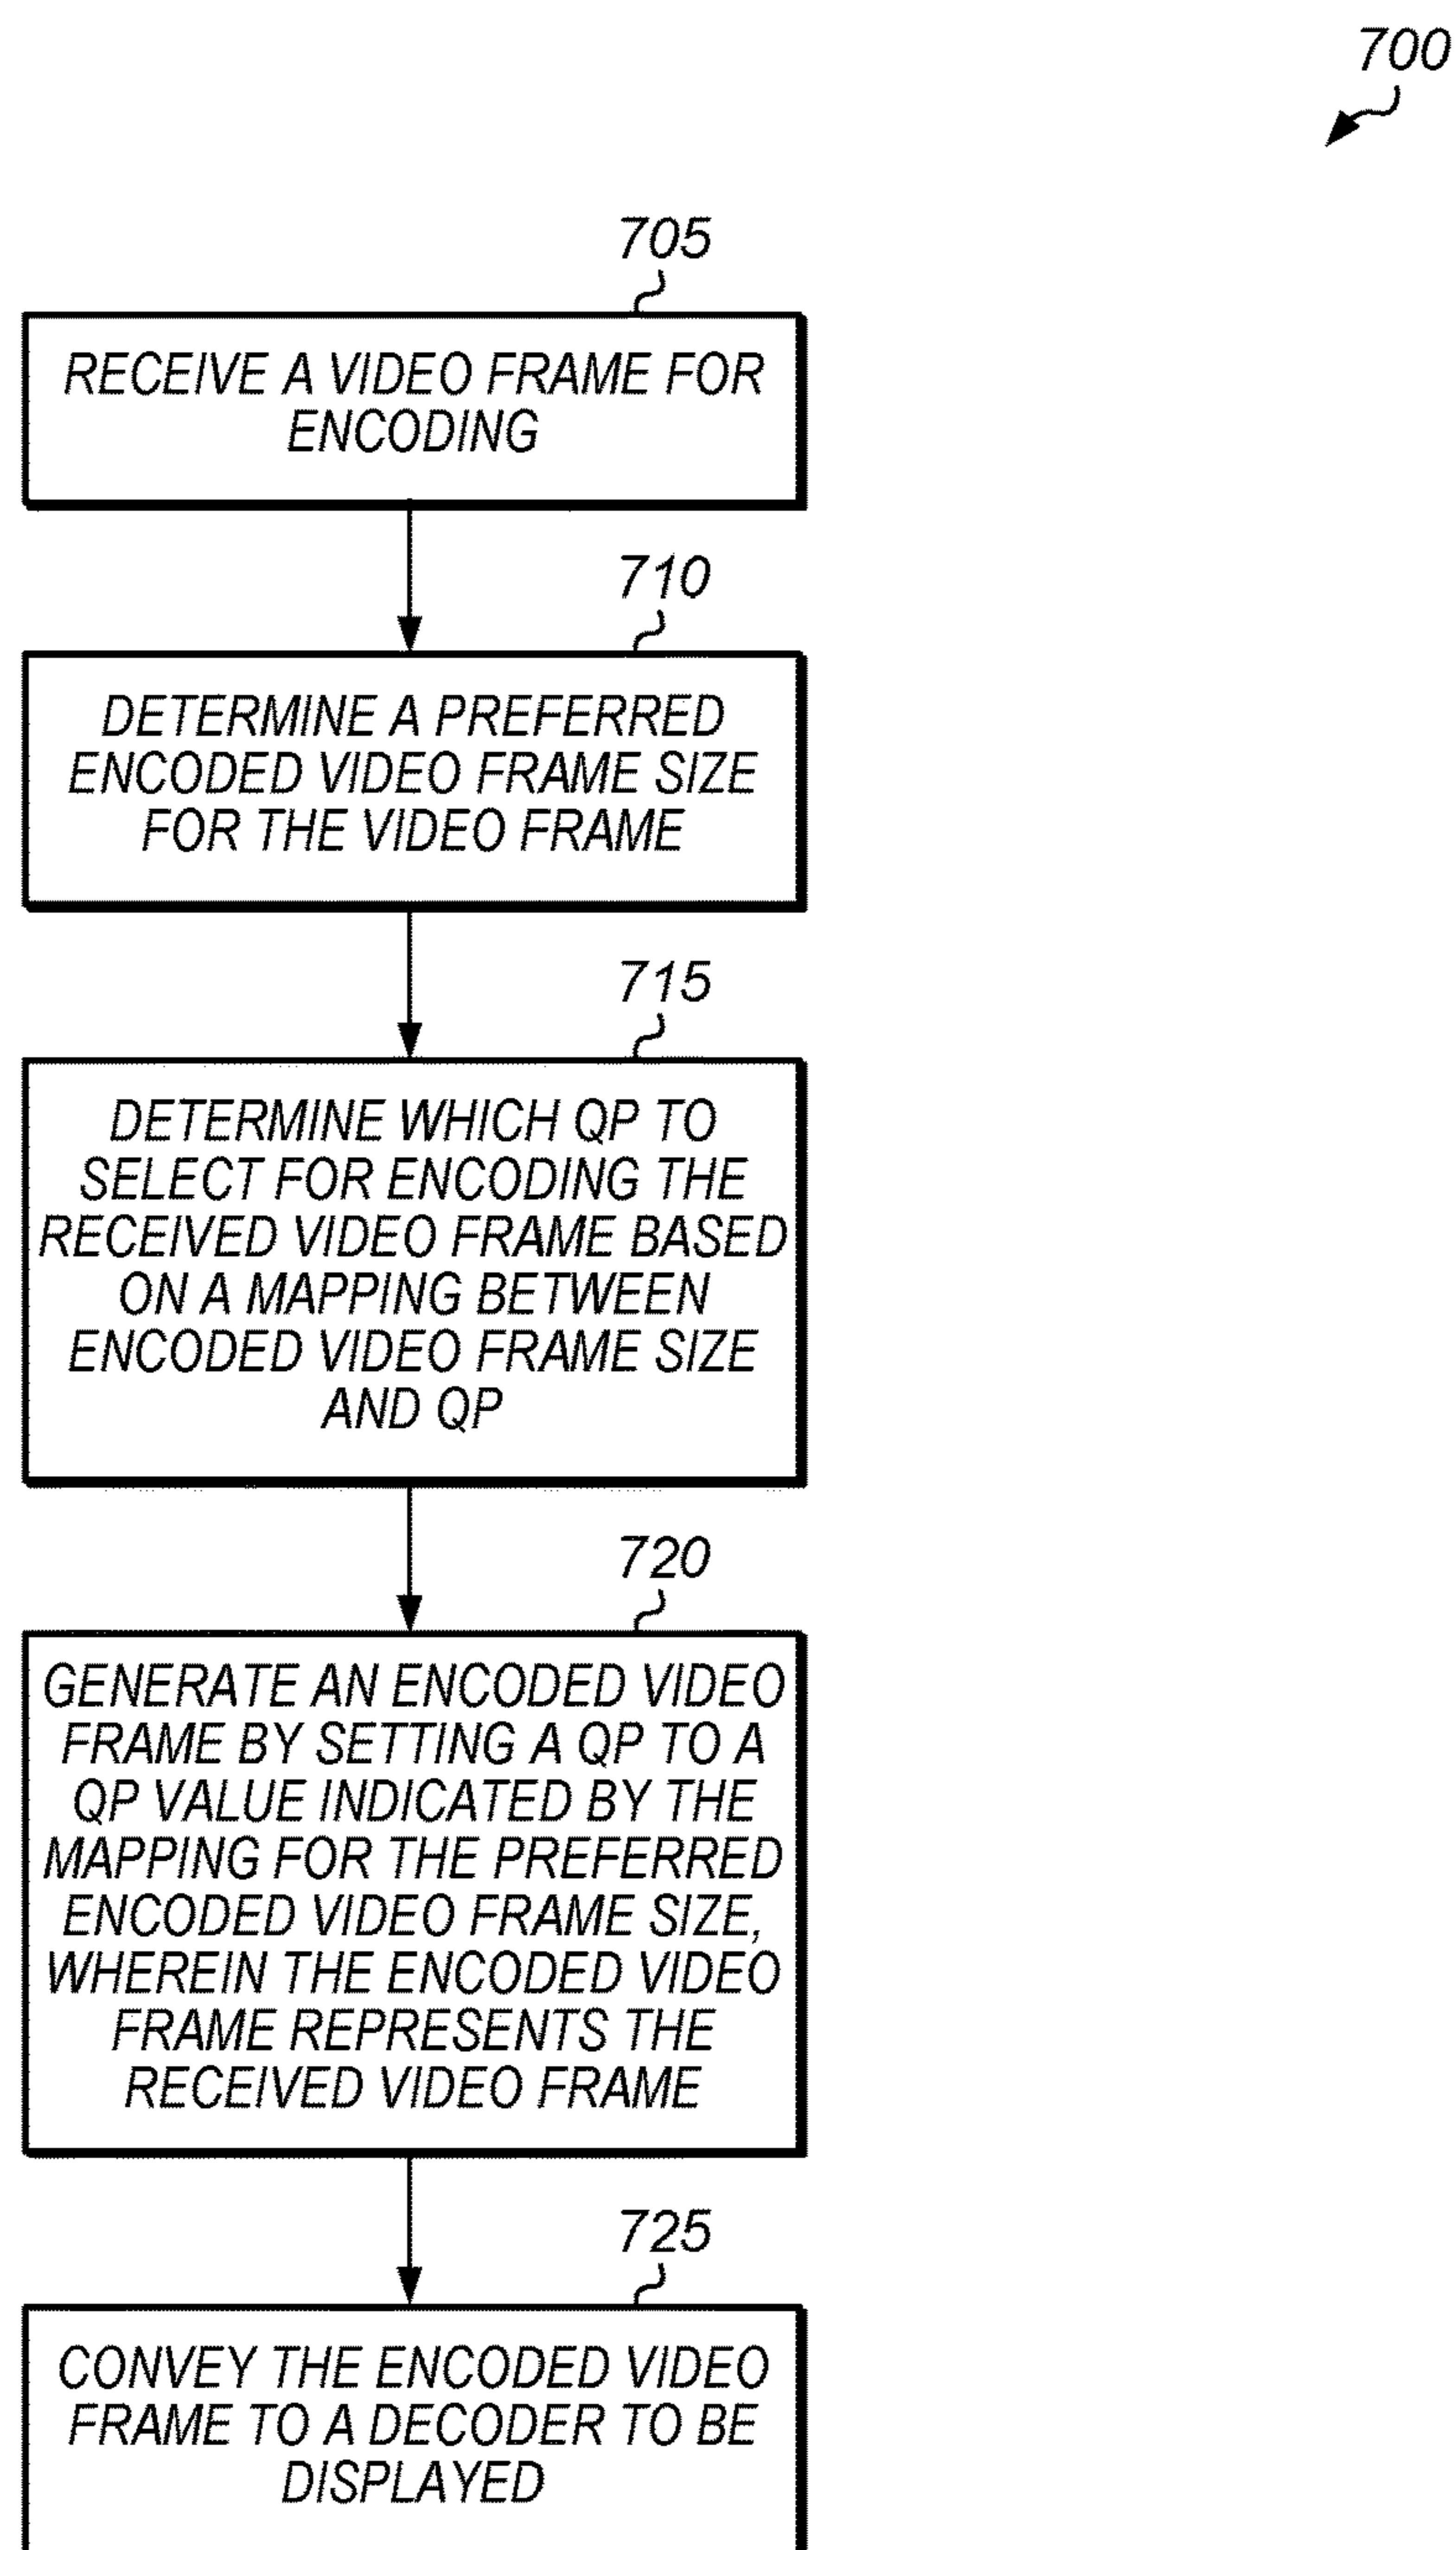 700
705
RECEIVE A VIDEO FRAME FOR
ENCODING
710
DETERMINE A PREFERRED
ENCODED VIDEO FRAME SIZE
FOR THE VIDEO FRAME
715
DETERMINE WHICH QP TO
SELECT FOR ENCODING THE
RECEIVED VIDEO FRAME BASED
ON A MAPPING BETWEEN
ENCODED VIDEO FRAME SIZE
AND QP
720
GENERATE AN ENCODED VIDEO
FRAME BY SETTING A QP TO A
QP VALUE INDICATED BY THE
MAPPING FOR THE PREFERRED
ENCODED VIDEO FRAME SIZE,
WHEREIN THE ENCODED VIDEO
FRAME REPRESENTS THE
RECEIVED VIDEO FRAME
725
CONVEY THE ENCODED VIDEO
FRAME TO A DECODER TO BE
DISPLAYED